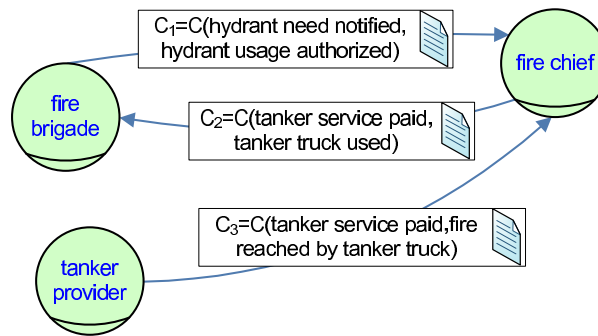 C₁=C(hydrant need notified,
hydrant usage authorized)
fire chief
fire
brigade
C₂=C(tanker service paid,
tanker truck used)
C₃=C(tanker service paid,fire
reached by tanker truck)
tanker
provider